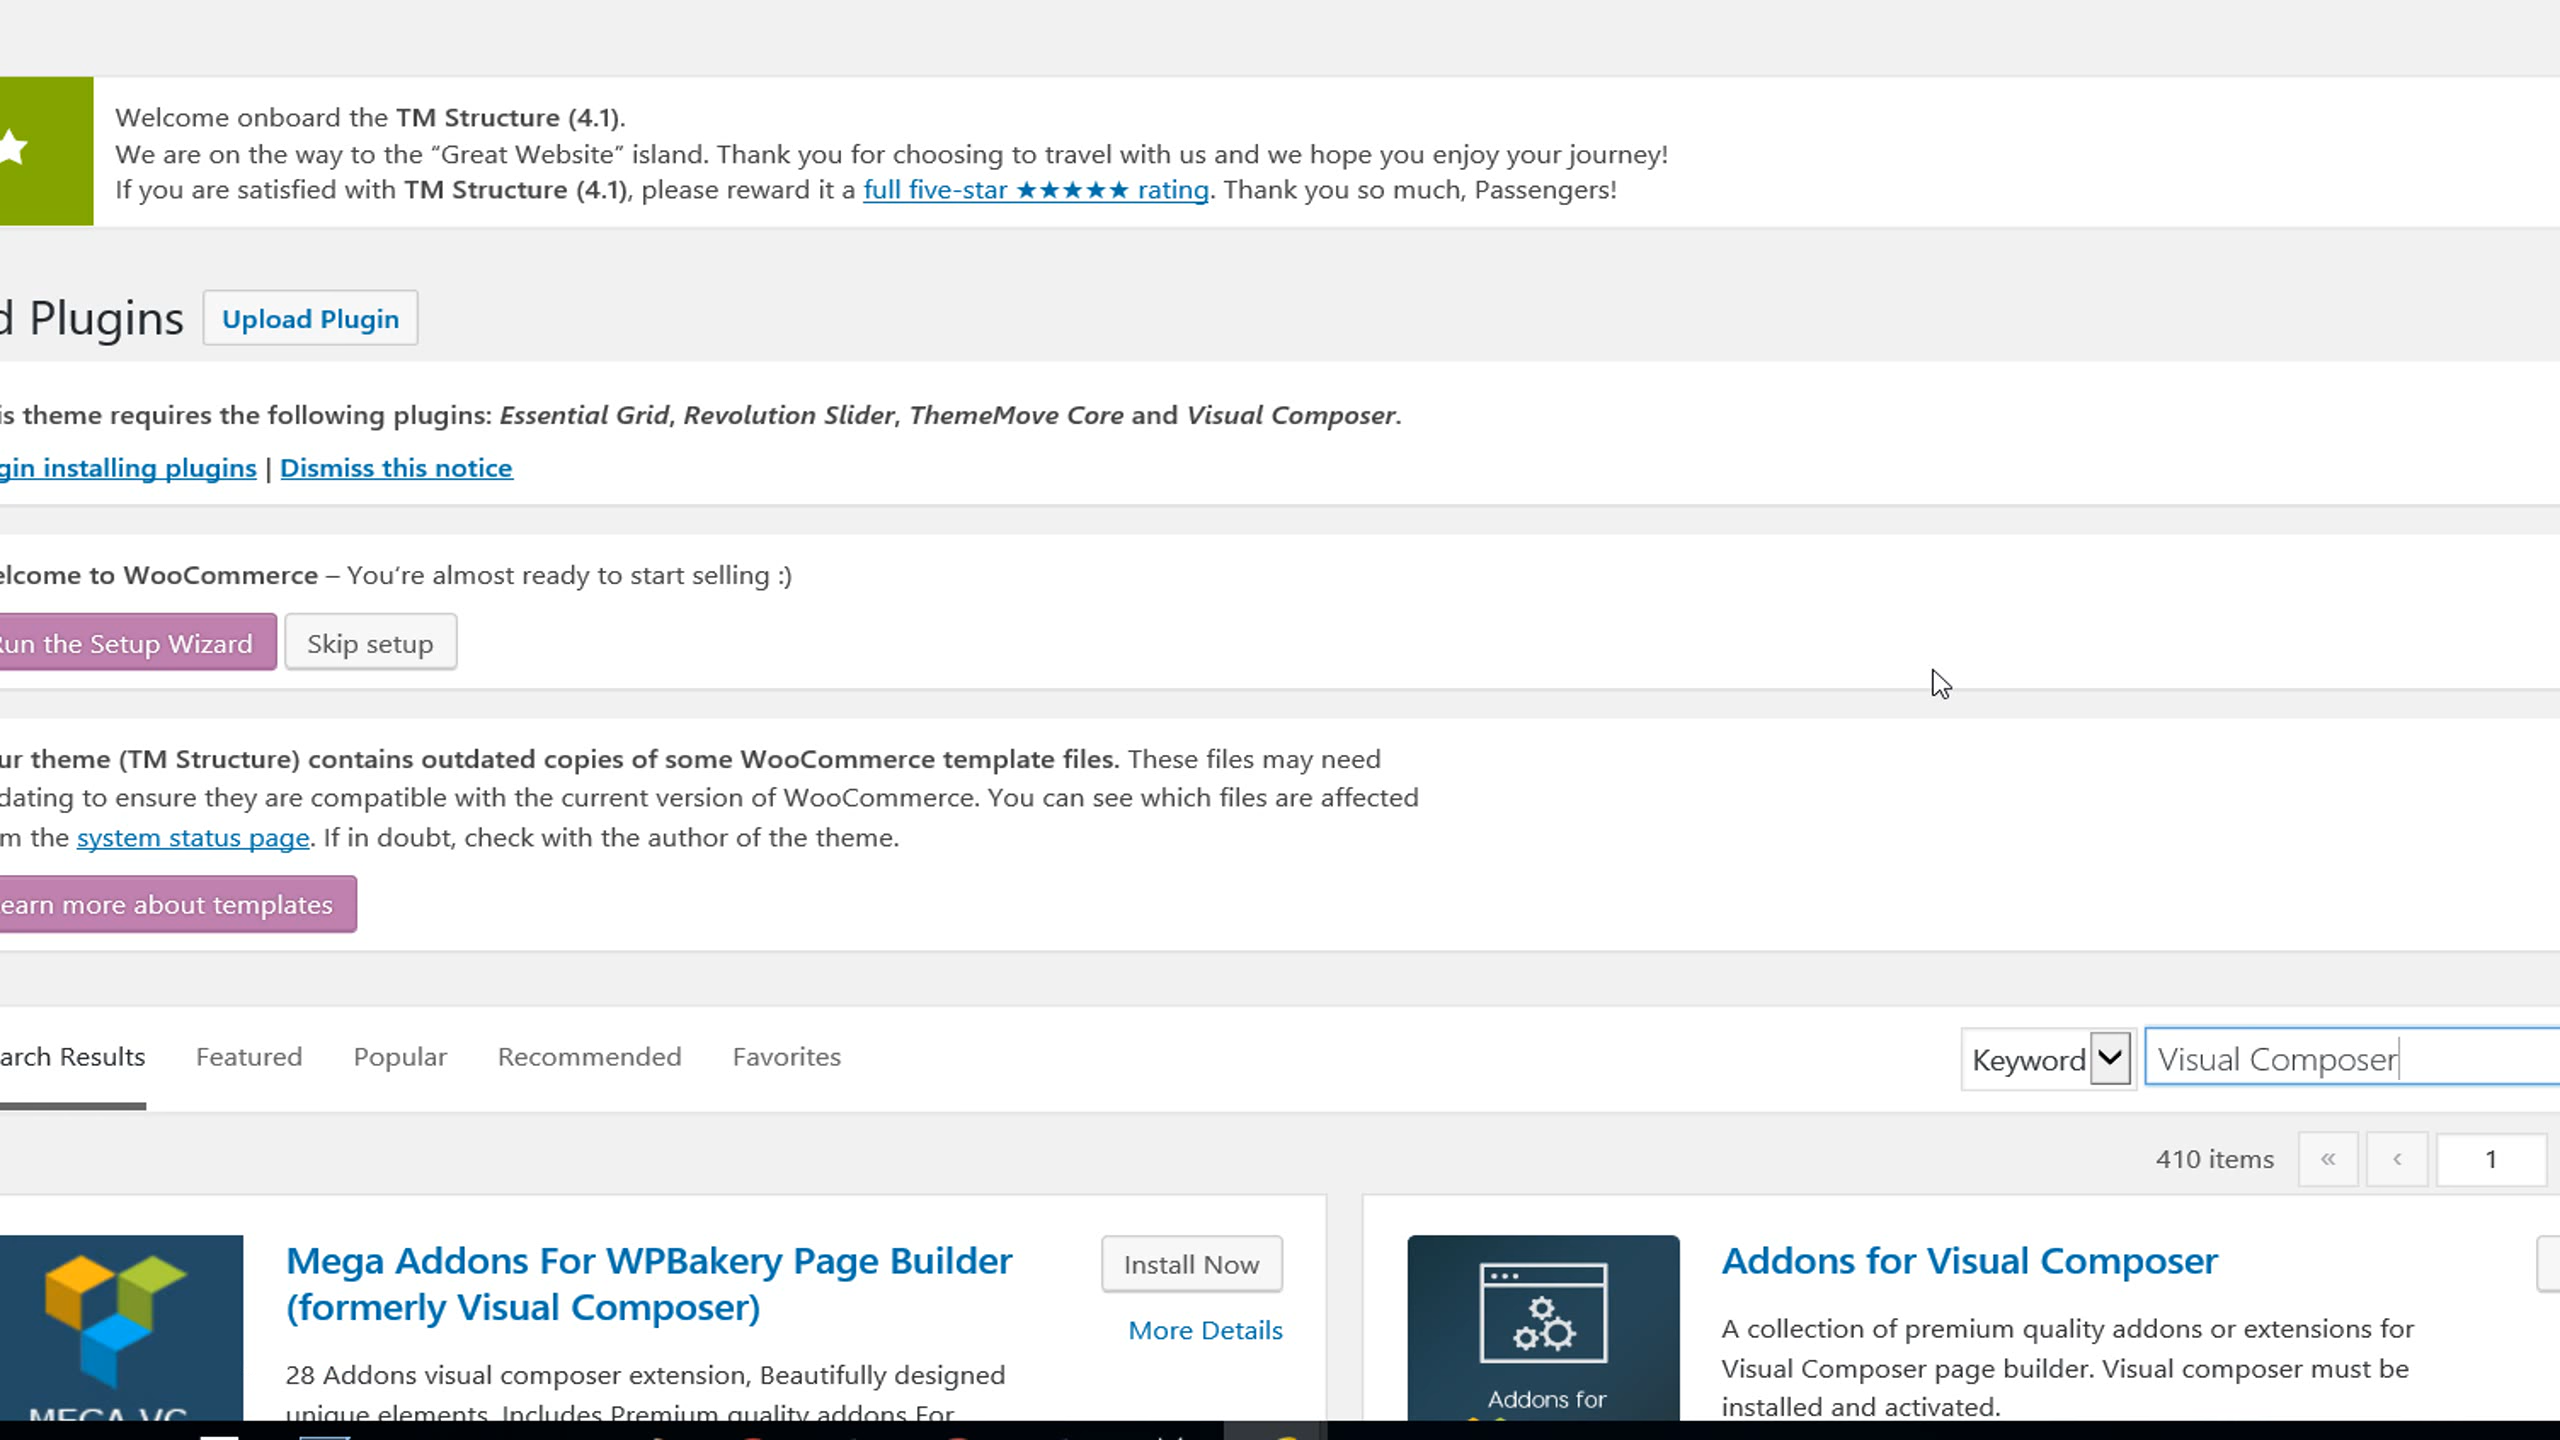 Welcome onboard the TM Structure (4.1).
We are on the way to the “Great Website” island. Thank you for choosing to travel with us and we hope you enjoy your journey!
If you are satisfied with TM Structure (4.1), please reward it a full five-star ★★★★★ rating. Thank you so much, Passengers!
d Plugins Upload Plugin
is theme requires the following plugins: Essential Grid, Revolution Slider, ThemeMove Core and Visual Composer.
gin installing plugins | Dismiss this notice
elcome to WooCommerce – You’re almost ready to start selling :)
Run the Setup Wizard Skip setup
ur theme (TM Structure) contains outdated copies of some WooCommerce template files. These files may need
dating to ensure they are compatible with the current version of WooCommerce. You can see which files are affected
m the system status page. If in doubt, check with the author of the theme.
earn more about templates
arch Results Featured Popular Recommended Favorites Keyword Visual Composer
410 items « ‹ 1
Mega Addons For WPBakery Page Builder
(formerly Visual Composer)
Install Now
More Details
28 Addons visual composer extension, Beautifully designed
unique elements. Includes Premium quality addons For
MEGA VC
Addons for Visual Composer
A collection of premium quality addons or extensions for
Visual Composer page builder. Visual composer must be
installed and activated.
Addons for